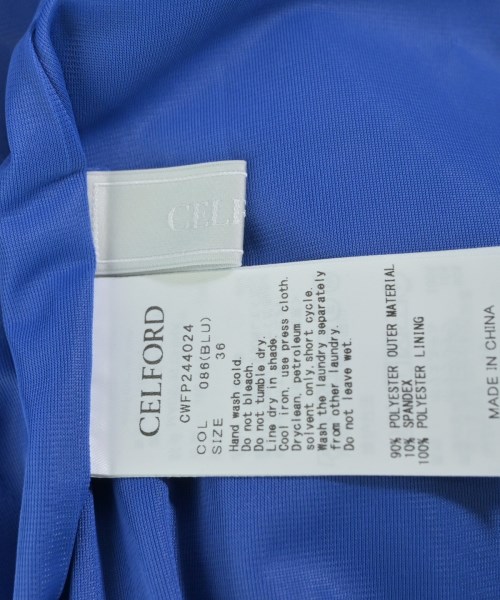 CEL
CELFORD
CWFP244024
COL 086(BLU)
SIZE 36
Hand wash cold.
Do not bleach.
Do not tumble dry.
Line dry in shade.
Cool iron, use press cloth.
Dryclean, petroleum
solvent only, short cycle.
Wash the laundry separately
from other laundry.
Do not leave wet.
90% POLYESTER OUTER MATERIAL
10% SPANDEX
100% POLYESTER LINING
MADE IN CHINA